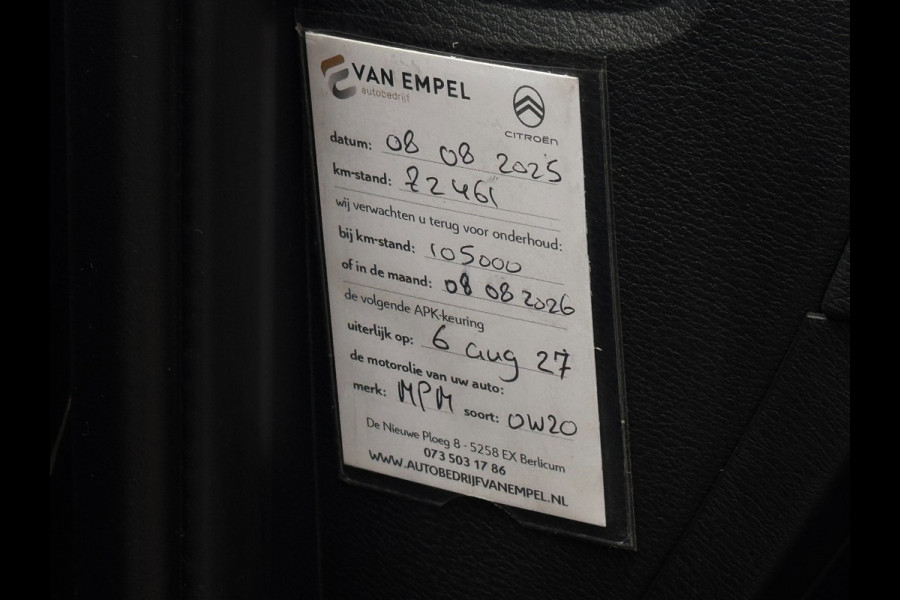 VAN EMPEL
autobedrijf
CITROËN
datum: 08 08 2025
km-stand: 72461
wij verwachten u terug voor onderhoud:
bij km-stand: 105000
of in de maand: 08 08 2026
de volgende APK-keuring
uiterlijk op: 6 aug 27
de motorolie van uw auto:
merk: MPM soort: 0W20
De Nieuwe Ploeg 8 - 5258 EX Berlicum
073 503 17 86
WWW.AUTOBEDRIJFVANEMPEL.NL